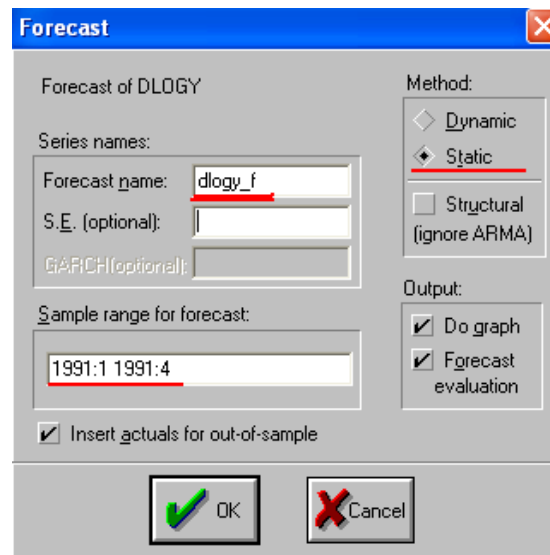 Forecast
Forecast of DLOGY
Series names:
Forecast name: dlogy_f
S.E. (optional):
GARCH(optional):
Sample range for forecast:
1991:1 1991:4
Insert actuals for out-of-sample
Method:
Dynamic
Static
Structural
(ignore ARMA)
Output:
Do graph
Forecast
evaluation
OK
Cancel